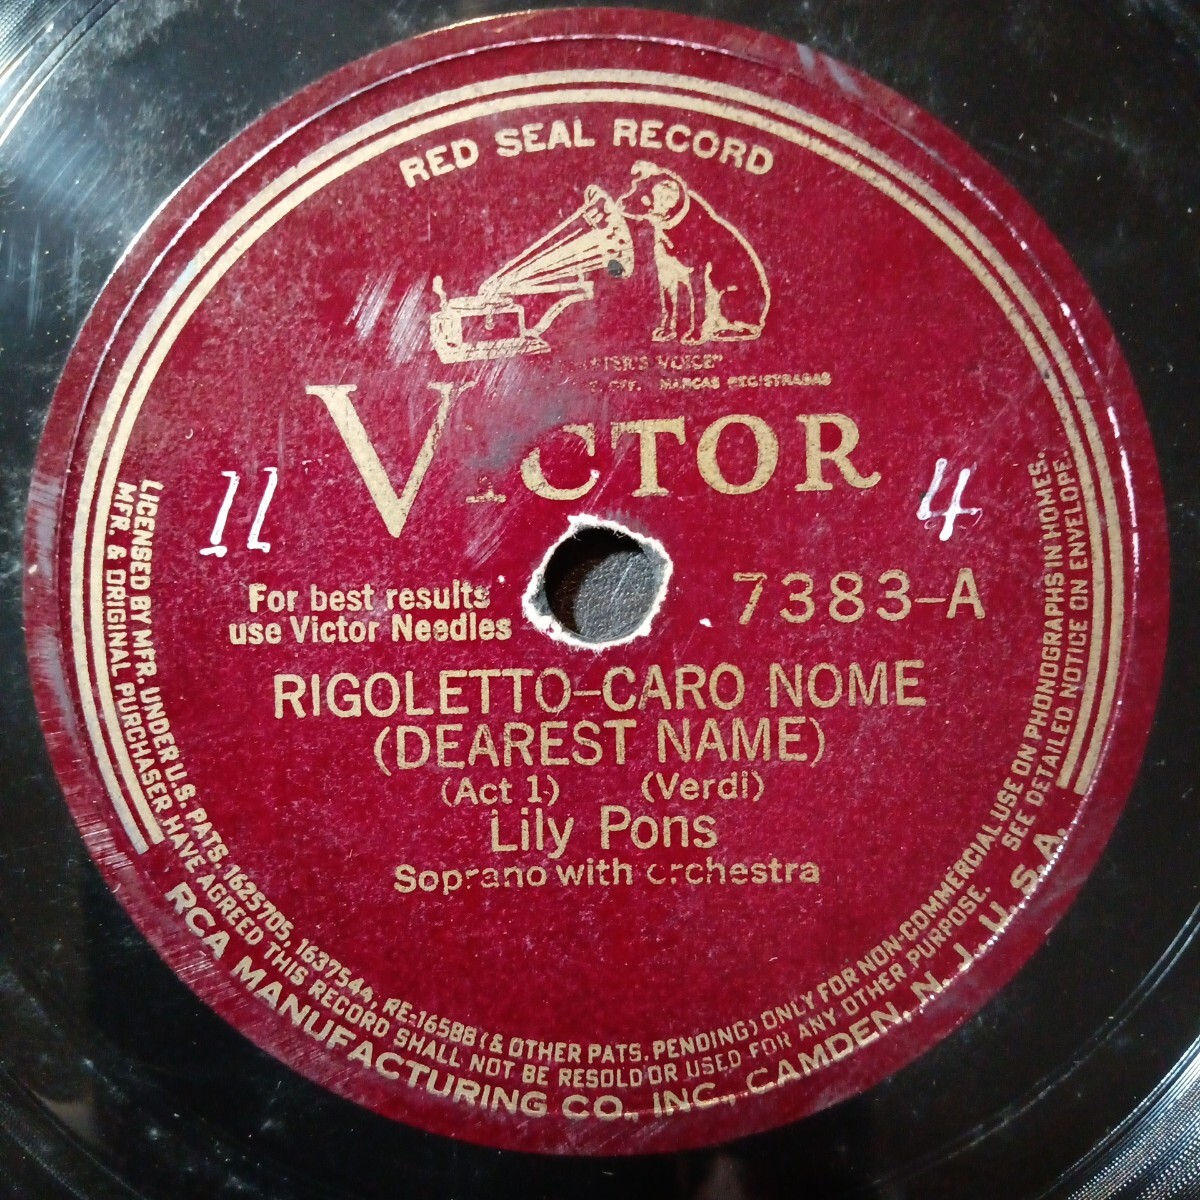 RED SEAL RECORD
VOICE"
MARCAS REGISTRADAS
VICTOR
11
4
For best results
use Victor Needles
7383-A
RIGOLETTO-CARO NOME
(DEAREST NAME)
(Act 1) (Verdi)
Lily Pons
Soprano with orchestra
LICENSED BY MFR. UNDER U.S. PATS. 1625705, 1637544, RE-16588 (& OTHER PATS. PENDING) ONLY FOR NON-COMMERCIAL USE ON PHONOGRAPHS IN HOMES.
MFR. & ORIGINAL PURCHASER HAVE AGREED THIS RECORD SHALL NOT BE RESOLD OR USED FOR ANY OTHER PURPOSE. SEE DETAILED NOTICE ON ENVELOPE.
RCA MANUFACTURING CO., INC., CAMDEN, N. J., U. S. A.